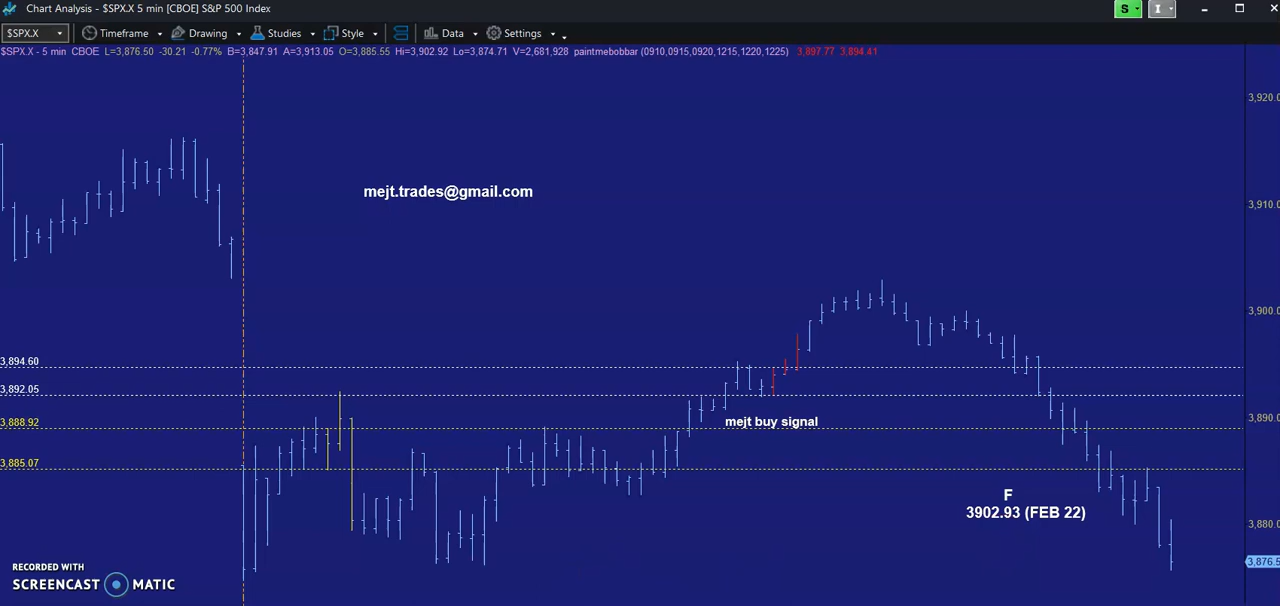 Chart Analysis - $SPX.X 5 min [CBOE] S&P 500 Index
S
I
$SPX.X
Timeframe
Drawing
Studies
Style
Data
Settings
$SPX.X - 5 min CBOE L=3,876.50 -30.21 -0.77% B=3,847.91 A=3,913.05 O=3,885.55 Hi=3,902.92 Lo=3,874.71 V=2,681,928 paintmebobbar (0910,0915,0920,1215,1220,1225) 3,897.77 3,894.41
3,920.0
mejt.trades@gmail.com
3,910.0
3,900.0
3,894.60
3,892.05
3,890.0
3,888.92
mejt buy signal
3,885.07
F
3902.93 (FEB 22)
3,880.0
3,876.5
RECORDED WITH
SCREENCAST MATIC